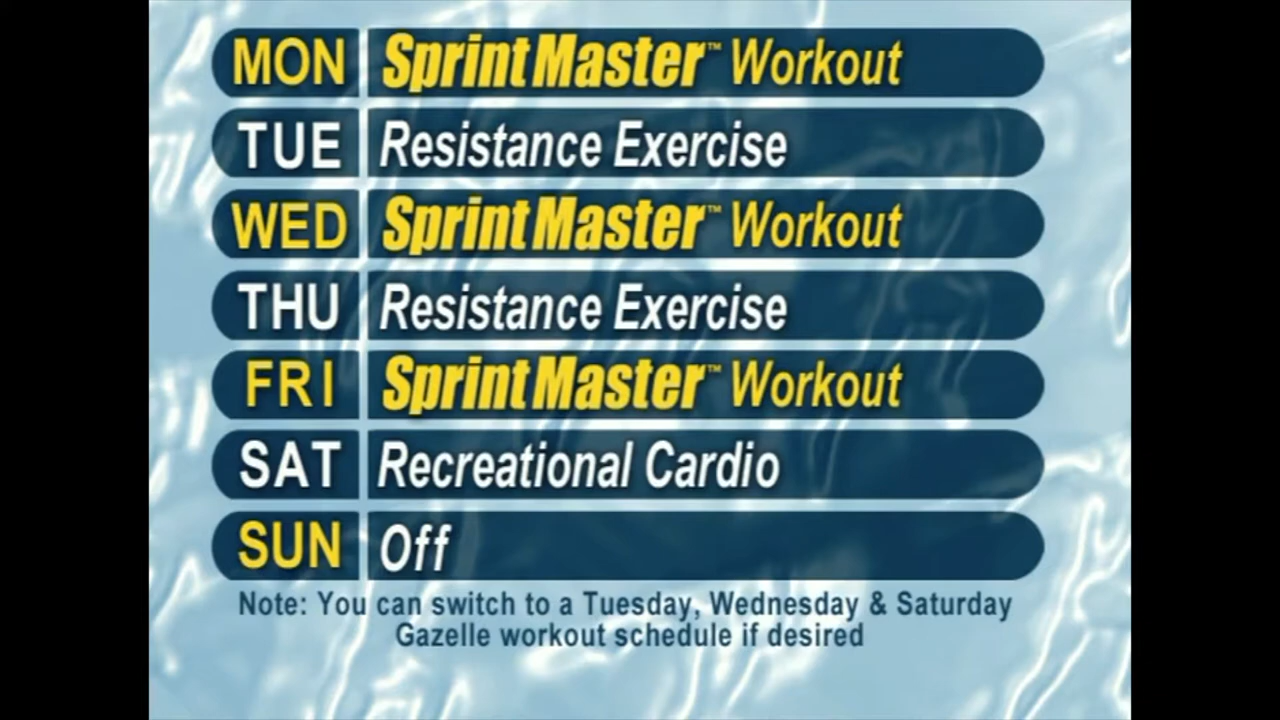 MON SprintMaster™ Workout
TUE Resistance Exercise
WED SprintMaster™ Workout
THU Resistance Exercise
FRI SprintMaster™ Workout
SAT Recreational Cardio
SUN Off
Note: You can switch to a Tuesday, Wednesday & Saturday
Gazelle workout schedule if desired